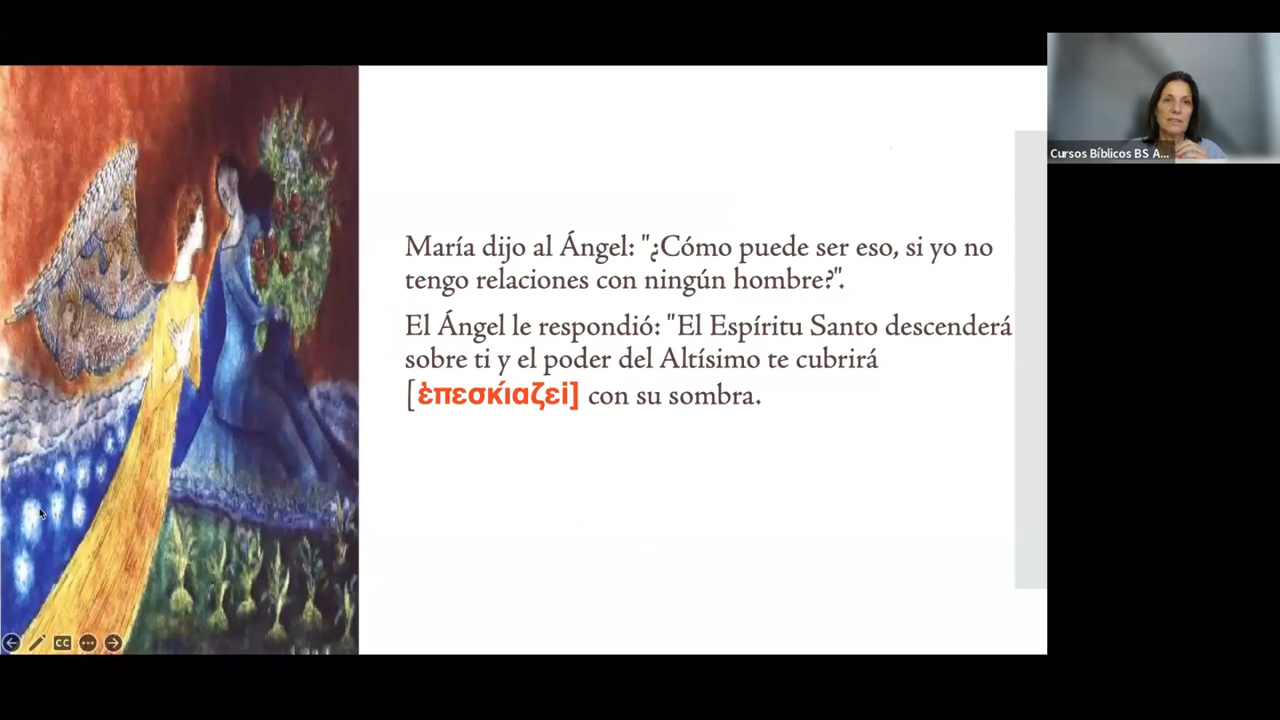 Cursos Bíblicos BS A...
María dijo al Ángel: "¿Cómo puede ser eso, si yo no
tengo relaciones con ningún hombre?".
El Ángel le respondió: "El Espíritu Santo descenderá
sobre ti y el poder del Altísimo te cubrirá
[ἐπεσκίαζεi] con su sombra.
CC